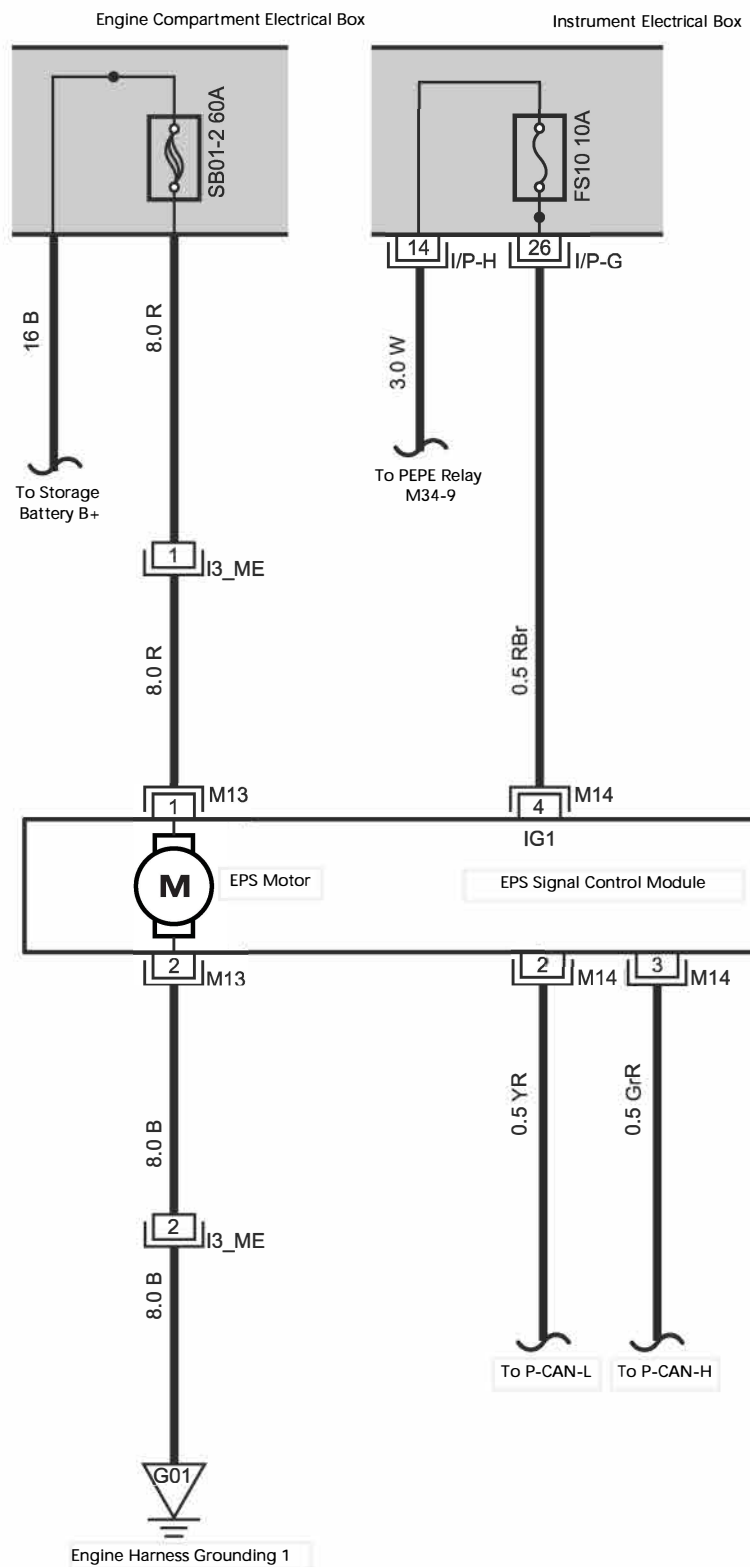 Engine Compartment Electrical Box
Instrument Electrical Box
SB01-2 60A
FS10 10A
14
I/P-H
26
I/P-G
16 B
8.0 R
3.0 W
To Storage
Battery B+
To PEPE Relay
M34-9
1
I3_ME
8.0 R
0.5 RBr
1
M13
4
M14
IG1
M
EPS Motor
EPS Signal Control Module
2
M13
2
M14
3
M14
8.0 B
0.5 YR
0.5 GrR
2
I3_ME
8.0 B
To P-CAN-L
To P-CAN-H
G01
Engine Harness Grounding 1